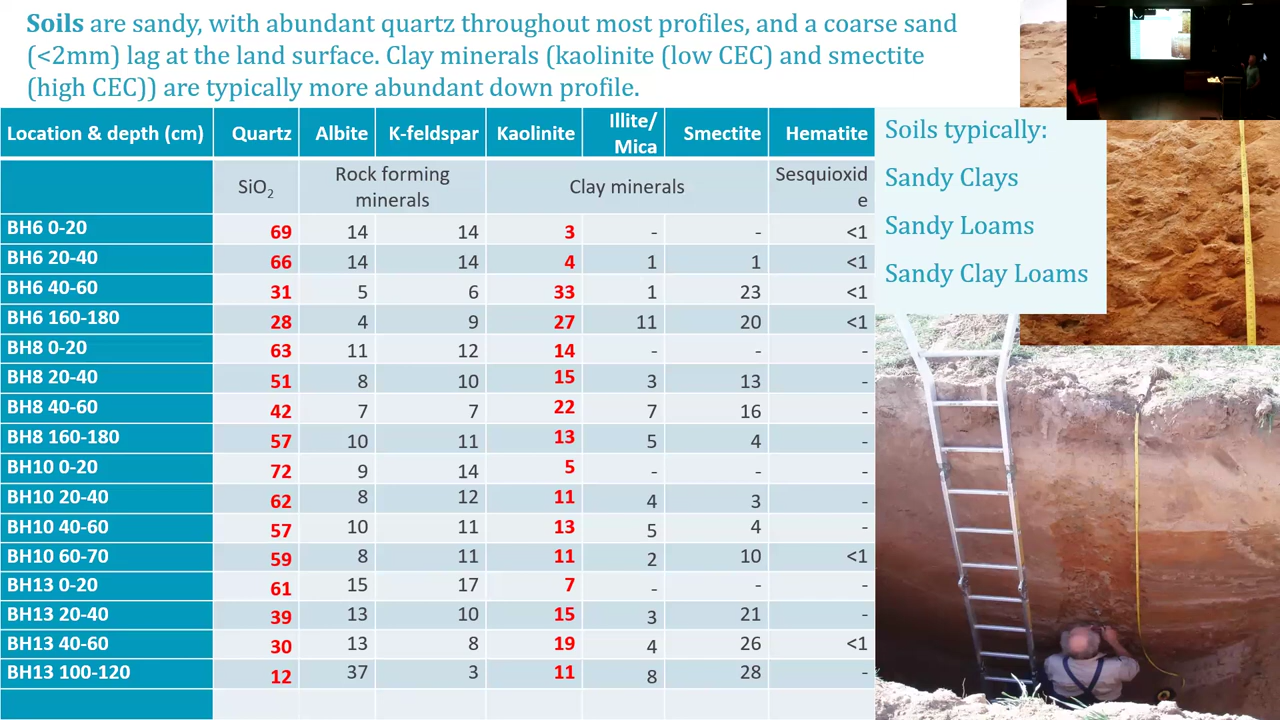 Soils are sandy, with abundant quartz throughout most profiles, and a coarse sand
(<2mm) lag at the land surface. Clay minerals (kaolinite (low CEC) and smectite
(high CEC)) are typically more abundant down profile.
Location & depth (cm) Quartz Albite K-feldspar Kaolinite Illite/ Mica Smectite Hematite
SiO2 Rock forming minerals Clay minerals Sesquioxid e
BH6 0-20 69 14 14 3 - - <1
BH6 20-40 66 14 14 4 1 1 <1
BH6 40-60 31 5 6 33 1 23 <1
BH6 160-180 28 4 9 27 11 20 <1
BH8 0-20 63 11 12 14 - - -
BH8 20-40 51 8 10 15 3 13 -
BH8 40-60 42 7 7 22 7 16 -
BH8 160-180 57 10 11 13 5 4 -
BH10 0-20 72 9 14 5 - - -
BH10 20-40 62 8 12 11 4 3 -
BH10 40-60 57 10 11 13 5 4 -
BH10 60-70 59 8 11 11 2 10 <1
BH13 0-20 61 15 17 7 - - -
BH13 20-40 39 13 10 15 3 21 -
BH13 40-60 30 13 8 19 4 26 <1
BH13 100-120 12 37 3 11 8 28 -
Soils typically:
Sandy Clays
Sandy Loams
Sandy Clay Loams